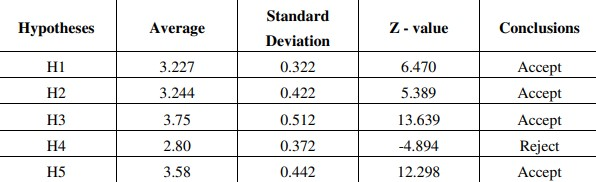 Hypotheses Average Standard Deviation Z - value Conclusions
H1 3.227 0.322 6.470 Accept
H2 3.244 0.422 5.389 Accept
H3 3.75 0.512 13.639 Accept
H4 2.80 0.372 -4.894 Reject
H5 3.58 0.442 12.298 Accept